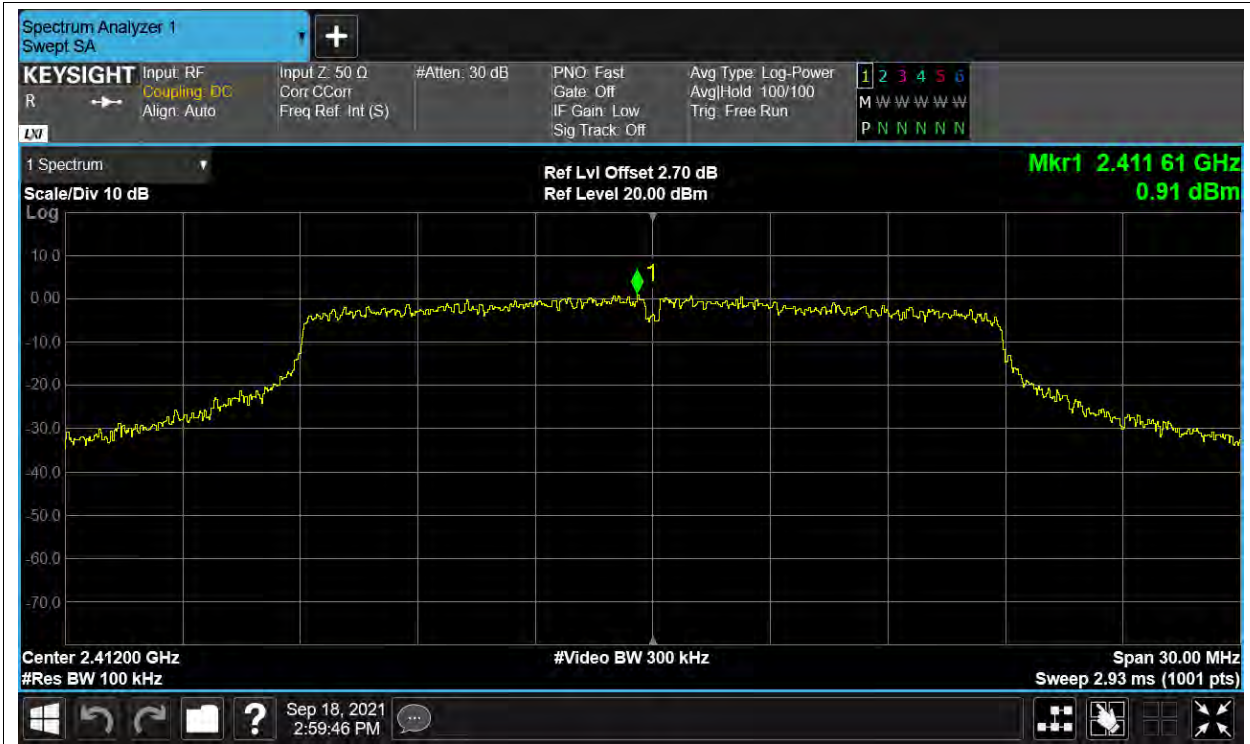 Spectrum Analyzer 1
Swept SA
+
KEYSIGHT Input: RF Input Z: 50 Ω #Atten: 30 dB PNO: Fast Avg Type: Log-Power 1 2 3 4 5 6
R Coupling: DC Corr CCorr Gate: Off Avg|Hold: 100/100 M W W W W W
Align: Auto Freq Ref: Int (S) IF Gain: Low Trig: Free Run
LXI Sig Track: Off P N N N N N N
1 Spectrum Ref Lvl Offset 2.70 dB Mkr1 2.411 61 GHz
Scale/Div 10 dB Ref Level 20.00 dBm 0.91 dBm
Log
10.0
1
0.00
-10.0
-20.0
-30.0
-40.0
-50.0
-60.0
-70.0
Center 2.41200 GHz #Video BW 300 kHz Span 30.00 MHz
#Res BW 100 kHz Sweep 2.93 ms (1001 pts)
? Sep 18, 2021
2:59:46 PM